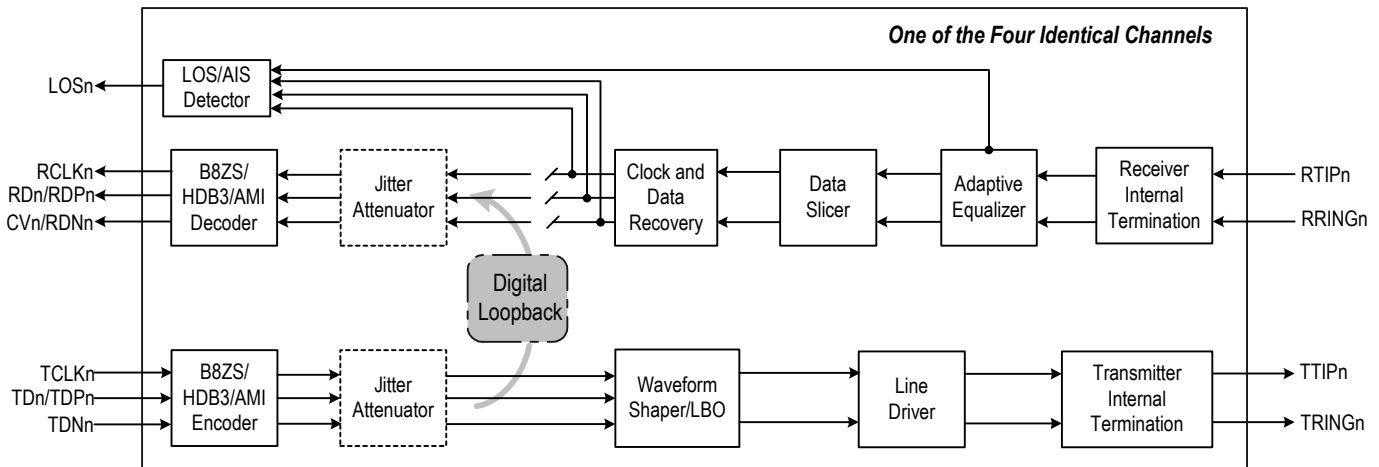 One of the Four Identical Channels
LOSn
LOS/AIS
Detector
RCLKn
RDn/RDPn
CVn/RDNn
B8ZS/
HDB3/AMI
Decoder
Jitter
Attenuator
Clock and
Data
Recovery
Data
Slicer
Adaptive
Equalizer
Receiver
Internal
Termination
RTIPn
RRINGn
Digital
Loopback
TCLKn
TDn/TDPn
TDNn
B8ZS/
HDB3/AMI
Encoder
Jitter
Attenuator
Waveform
Shaper/LBO
Line
Driver
Transmitter
Internal
Termination
TTIPn
TRINGn